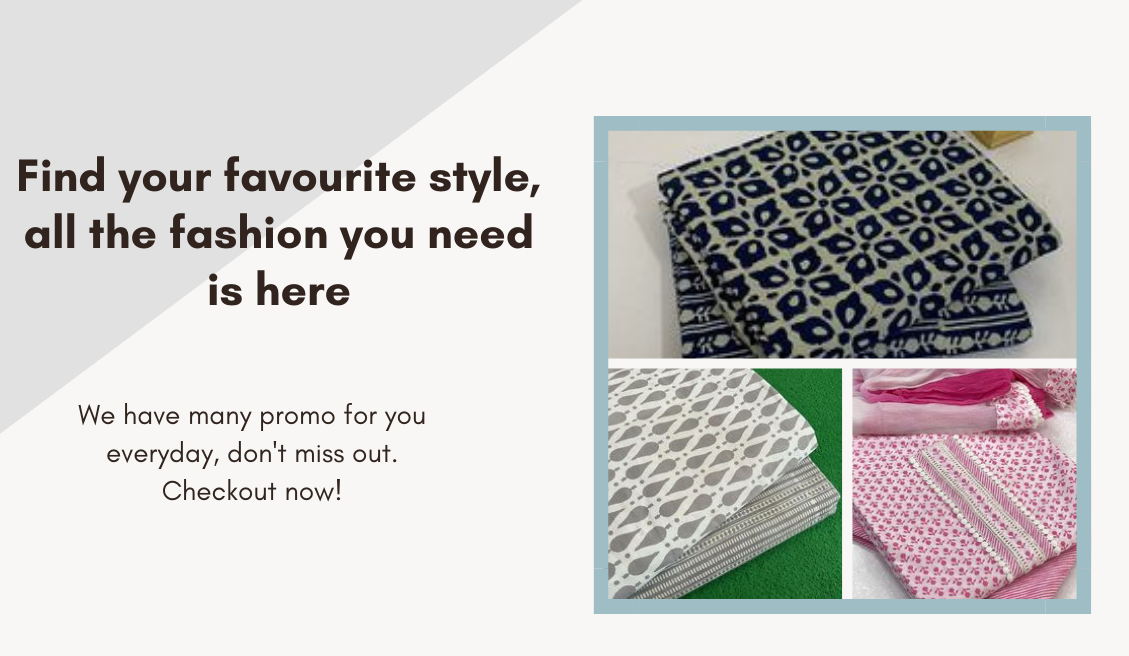 Find your favourite style,
all the fashion you need
is here
We have many promo for you
everyday, don't miss out.
Checkout now!